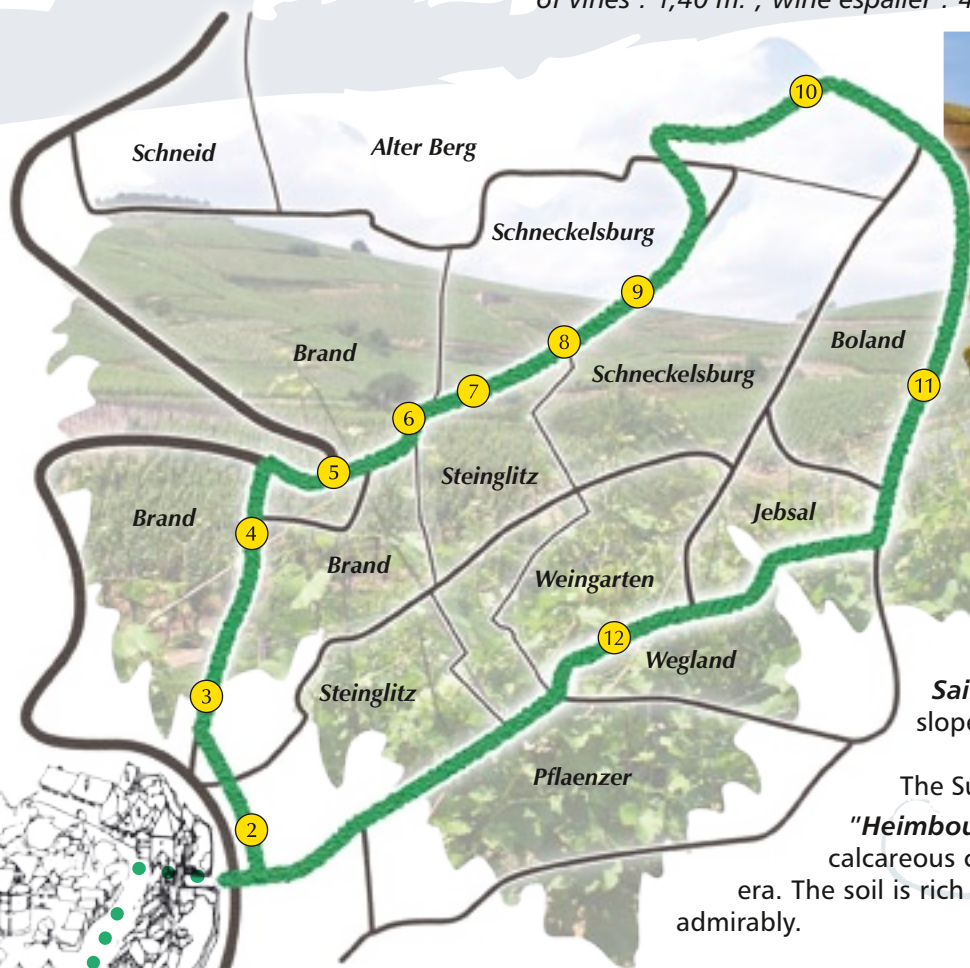 of vines : 1,40 m. ; wine espalier : 4
10
Schneid
Alter Berg
Schneckelsburg
9
8
Brand
Boland
Schneckelsburg
7
11
6
5
Steinglitz
Brand
4
Jebsal
Brand
Weingarten
12
Wegland
3
Steinglitz
Sai
slope
Pflaenzer
The Su
"Heimbou
2
calcareous c
era. The soil is rich
admirably.